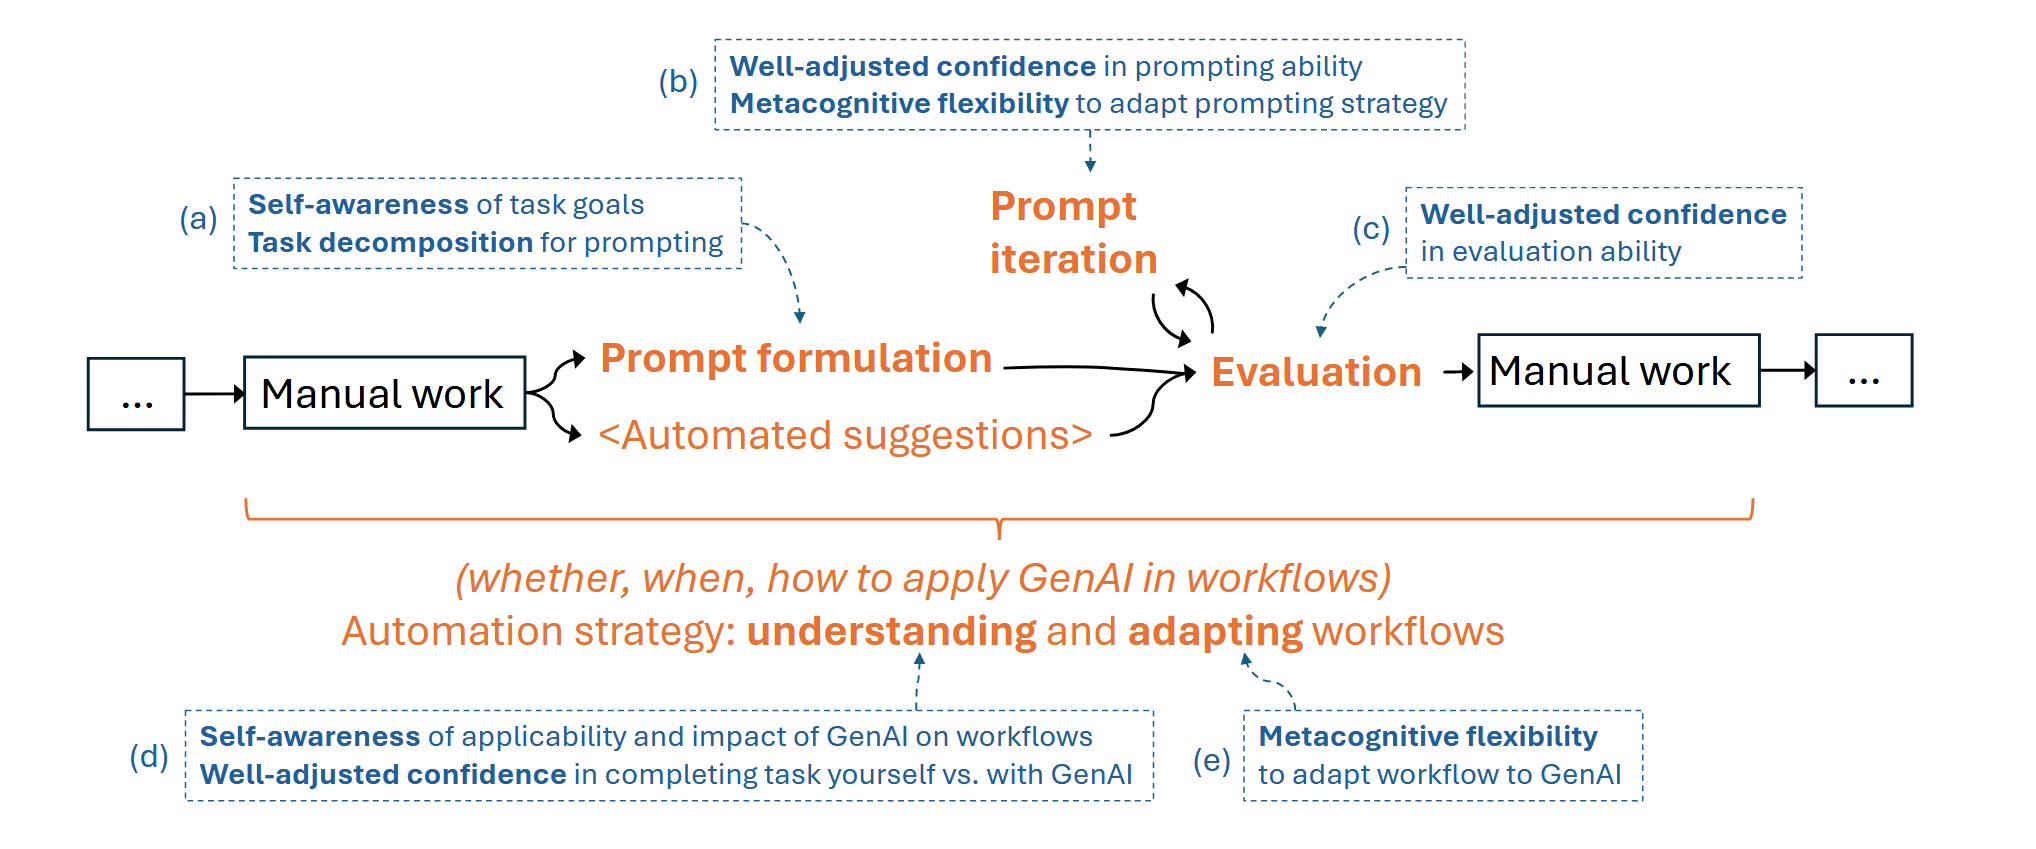 (b)
Well-adjusted confidence in prompting ability
Metacognitive flexibility to adapt prompting strategy
(a)
Self-awareness of task goals
Task decomposition for prompting
Prompt
iteration
(c)
Well-adjusted confidence
in evaluation ability
...
Manual work
Prompt formulation
<Automated suggestions>
Evaluation
Manual work
...
(whether, when, how to apply GenAI in workflows)
Automation strategy: understanding and adapting workflows
(d)
Self-awareness of applicability and impact of GenAI on workflows
Well-adjusted confidence in completing task yourself vs. with GenAI
(e)
Metacognitive flexibility
to adapt workflow to GenAI